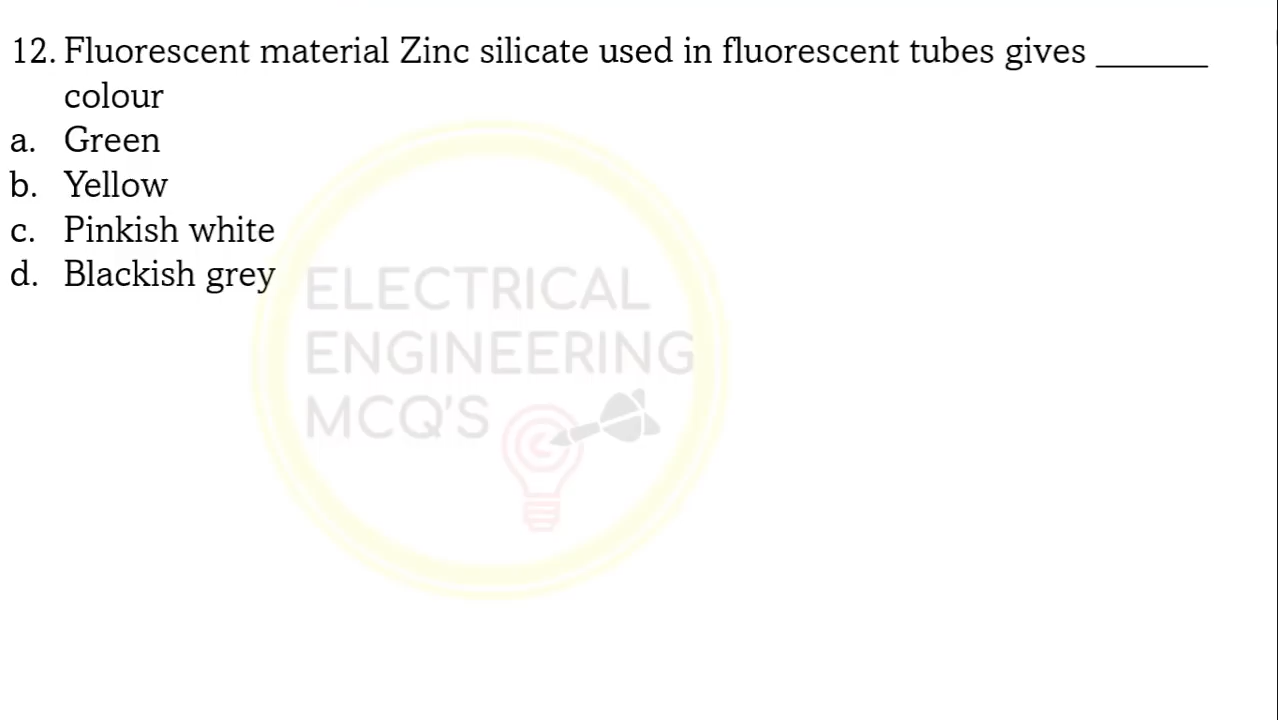 12. Fluorescent material Zinc silicate used in fluorescent tubes gives ______
colour
a. Green
b. Yellow
c. Pinkish white
d. Blackish grey
ELECTRICAL
ENGINEERING
MCQ'S